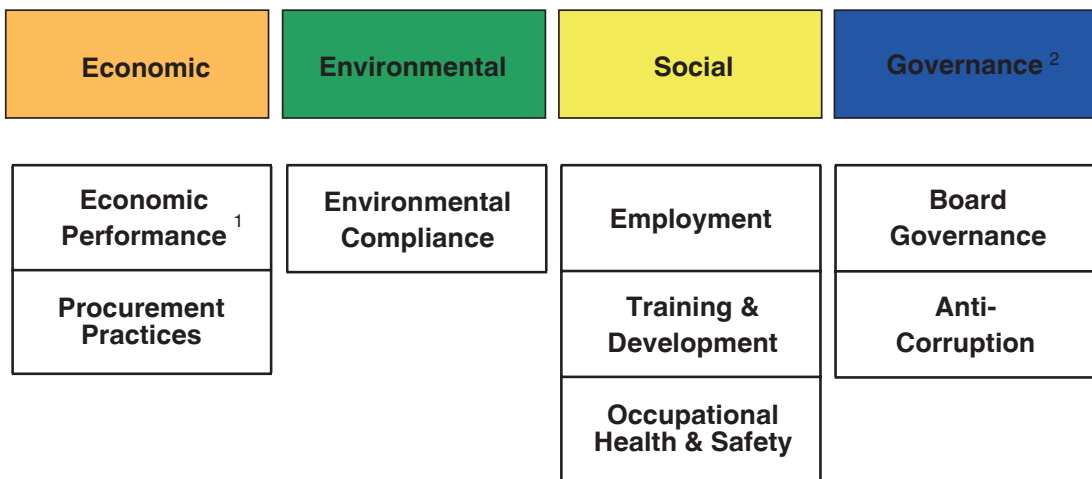 Economic
Environmental
Social
Governance 2
Economic
Performance 1
Procurement
Practices
Environmental
Compliance
Employment
Training &
Development
Occupational
Health & Safety
Board
Governance
Anti-
Corruption